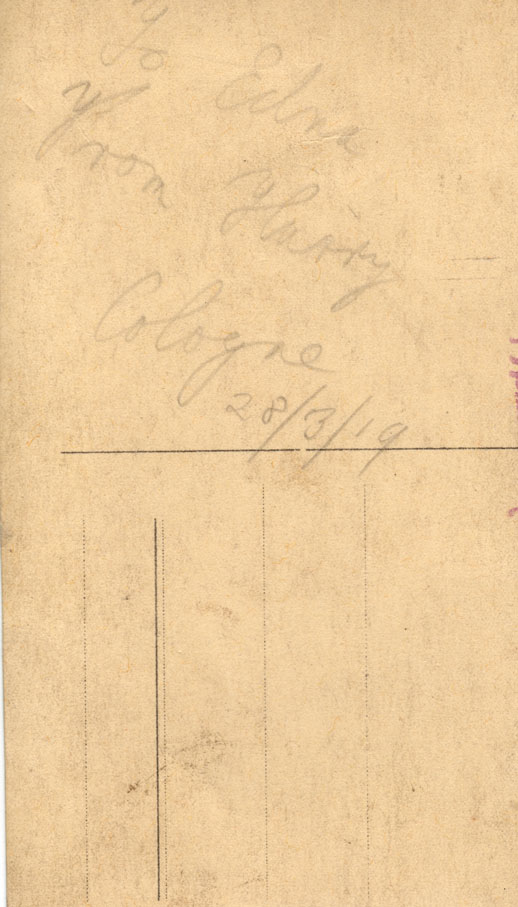 To Edna
From Harry
Cologne
28/3/19